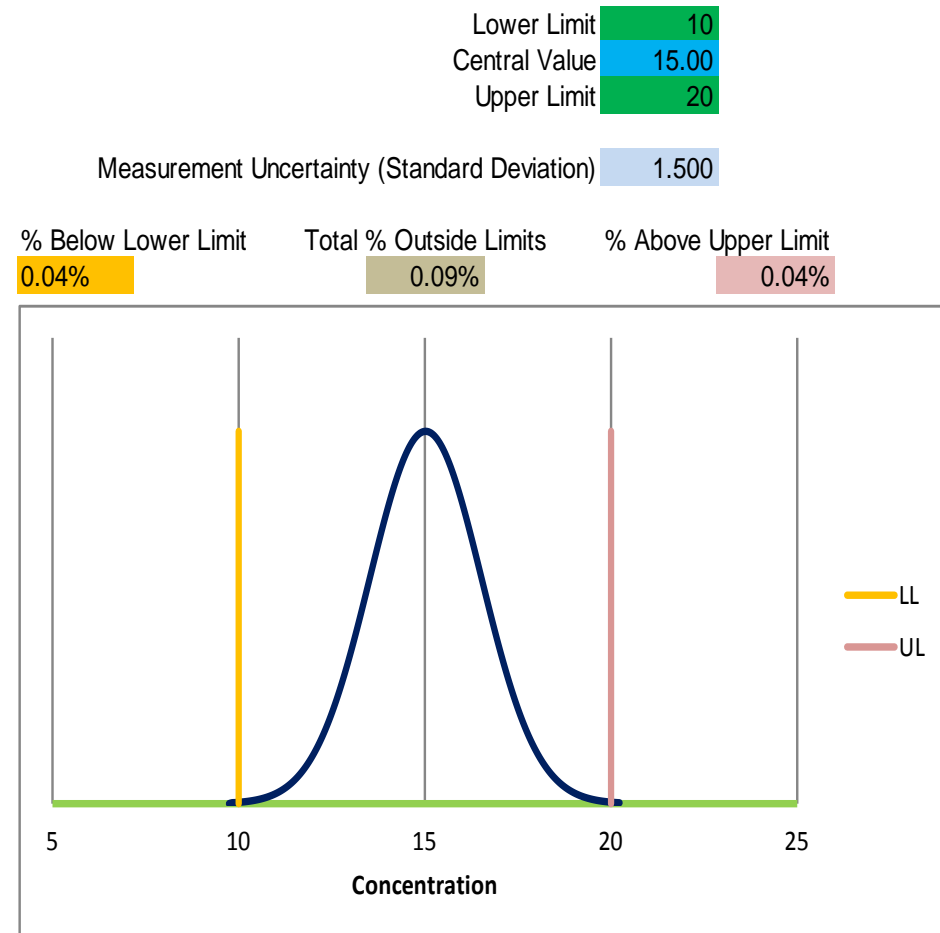 Lower Limit 10
Central Value 15.00
Upper Limit 20
Measurement Uncertainty (Standard Deviation) 1.500
% Below Lower Limit Total % Outside Limits % Above Upper Limit
0.04% 0.09% 0.04%
LL
UL
5 10 15 20 25
Concentration